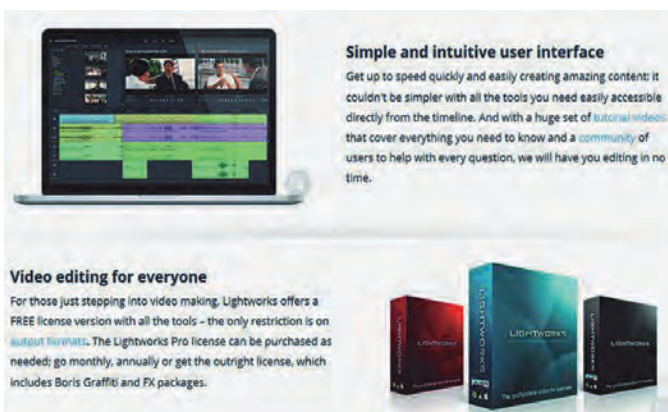 Simple and intuitive user interface
Get up to speed quickly and easily creating amazing content: it
couldn't be simpler with all the tools you need easily accessible
directly from the timeline. And with a huge set of tutorial videos
that cover everything you need to know and a community of
users to help with every question, we will have you editing in no
time.
Video editing for everyone
For those just stepping into video making, Lightworks offers a
FREE license version with all the tools – the only restriction is on
output formats. The Lightworks Pro license can be purchased as
needed; go monthly, annually or get the outright license, which
includes Boris Graffiti and FX packages.
LIGHTWORKS
LIGHTWORKS
LIGHTWORKS
LIGHTWORKS